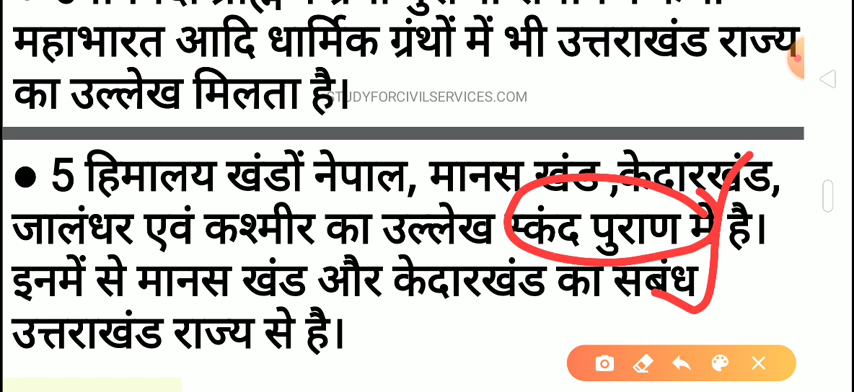 महाभारत आदि धार्मिक ग्रंथों में भी उत्तराखंड राज्य
का उल्लेख मिलता है।
STUDYFORCIVILSERVICES.COM
● 5 हिमालय खंडों नेपाल, मानस खंड ,केदारखंड,
जालंधर एवं कश्मीर का उल्लेख स्कंद पुराण में है।
इनमें से मानस खंड और केदारखंड का सबंध
उत्तराखंड राज्य से है।